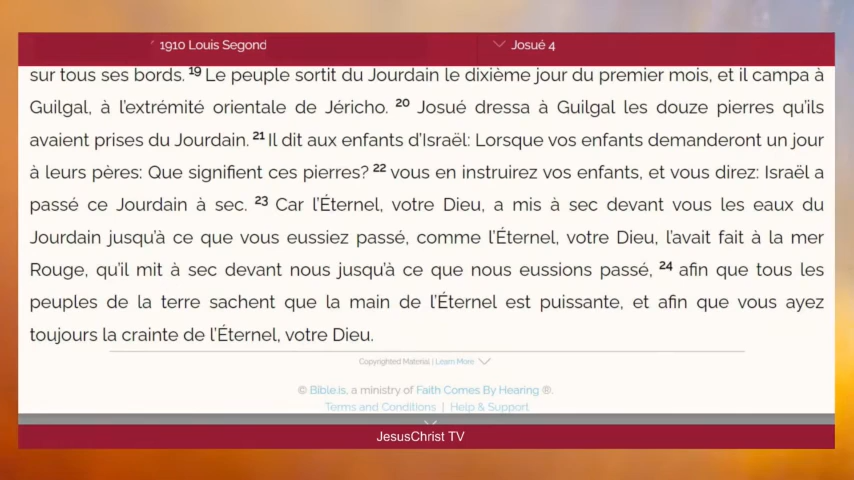 1910 Louis Segond
Josué 4
sur tous ses bords. 19 Le peuple sortit du Jourdain le dixième jour du premier mois, et il campa à
Guilgal, à l'extrémité orientale de Jéricho. 20 Josué dressa à Guilgal les douze pierres qu'ils
avaient prises du Jourdain. 21 Il dit aux enfants d'Israël: Lorsque vos enfants demanderont un jour
à leurs pères: Que signifient ces pierres? 22 vous en instruirez vos enfants, et vous direz: Israël a
passé ce Jourdain à sec. 23 Car l'Éternel, votre Dieu, a mis à sec devant vous les eaux du
Jourdain jusqu'à ce que vous eussiez passé, comme l'Éternel, votre Dieu, l'avait fait à la mer
Rouge, qu'il mit à sec devant nous jusqu'à ce que nous eussions passé, 24 afin que tous les
peuples de la terre sachent que la main de l'Éternel est puissante, et afin que vous ayez
toujours la crainte de l'Éternel, votre Dieu.
Copyrighted Material | Learn More
© Bible.is, a ministry of Faith Comes By Hearing ®.
Terms and Conditions | Help & Support
JesusChrist TV